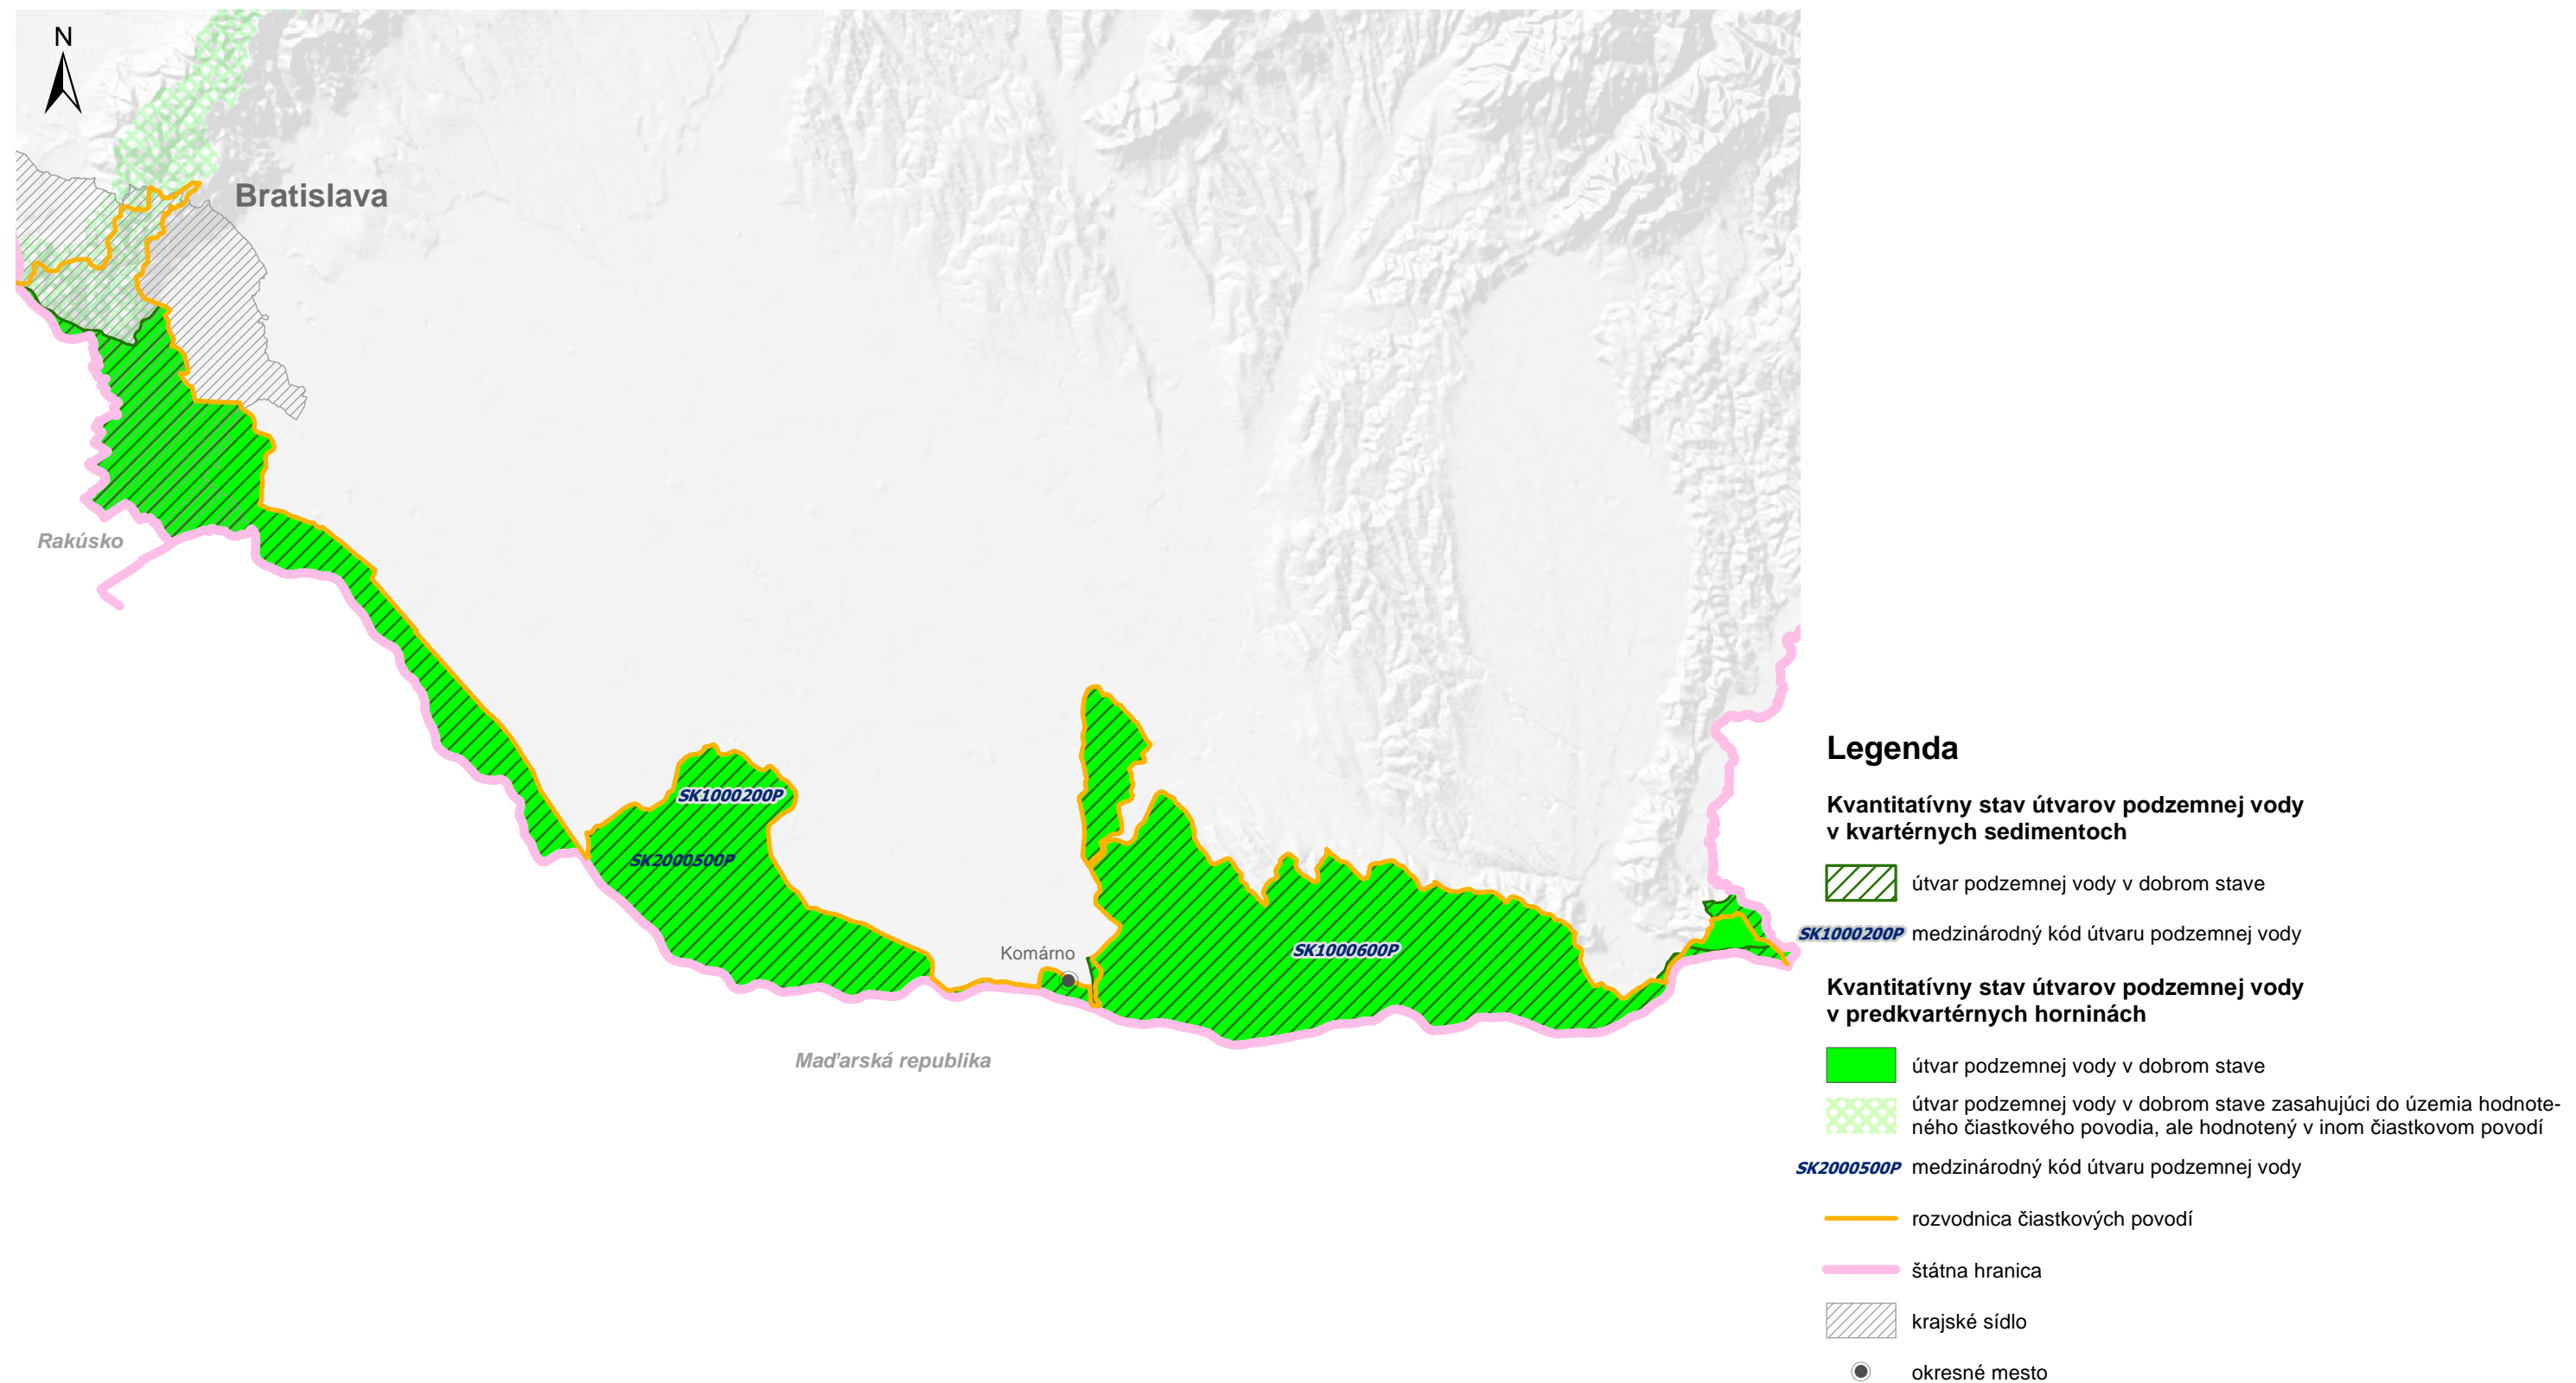 N
Bratislava
Rakúsko
SK1000200P
SK2000500P
Komárno
SK1000600P
Maďarská republika
Legenda
Kvantitatívny stav útvarov podzemnej vody
v kvartérnych sedimentoch
útvar podzemnej vody v dobrom stave
SK1000200P medzinárodný kód útvaru podzemnej vody
Kvantitatívny stav útvarov podzemnej vody
v predkvartérnych horninách
útvar podzemnej vody v dobrom stave
útvar podzemnej vody v dobrom stave zasahujúci do územia hodnote-
ného čiastkového povodia, ale hodnotený v inom čiastkovom povodí
SK2000500P medzinárodný kód útvaru podzemnej vody
rozvodnica čiastkových povodí
štátna hranica
krajské sídlo
okresné mesto